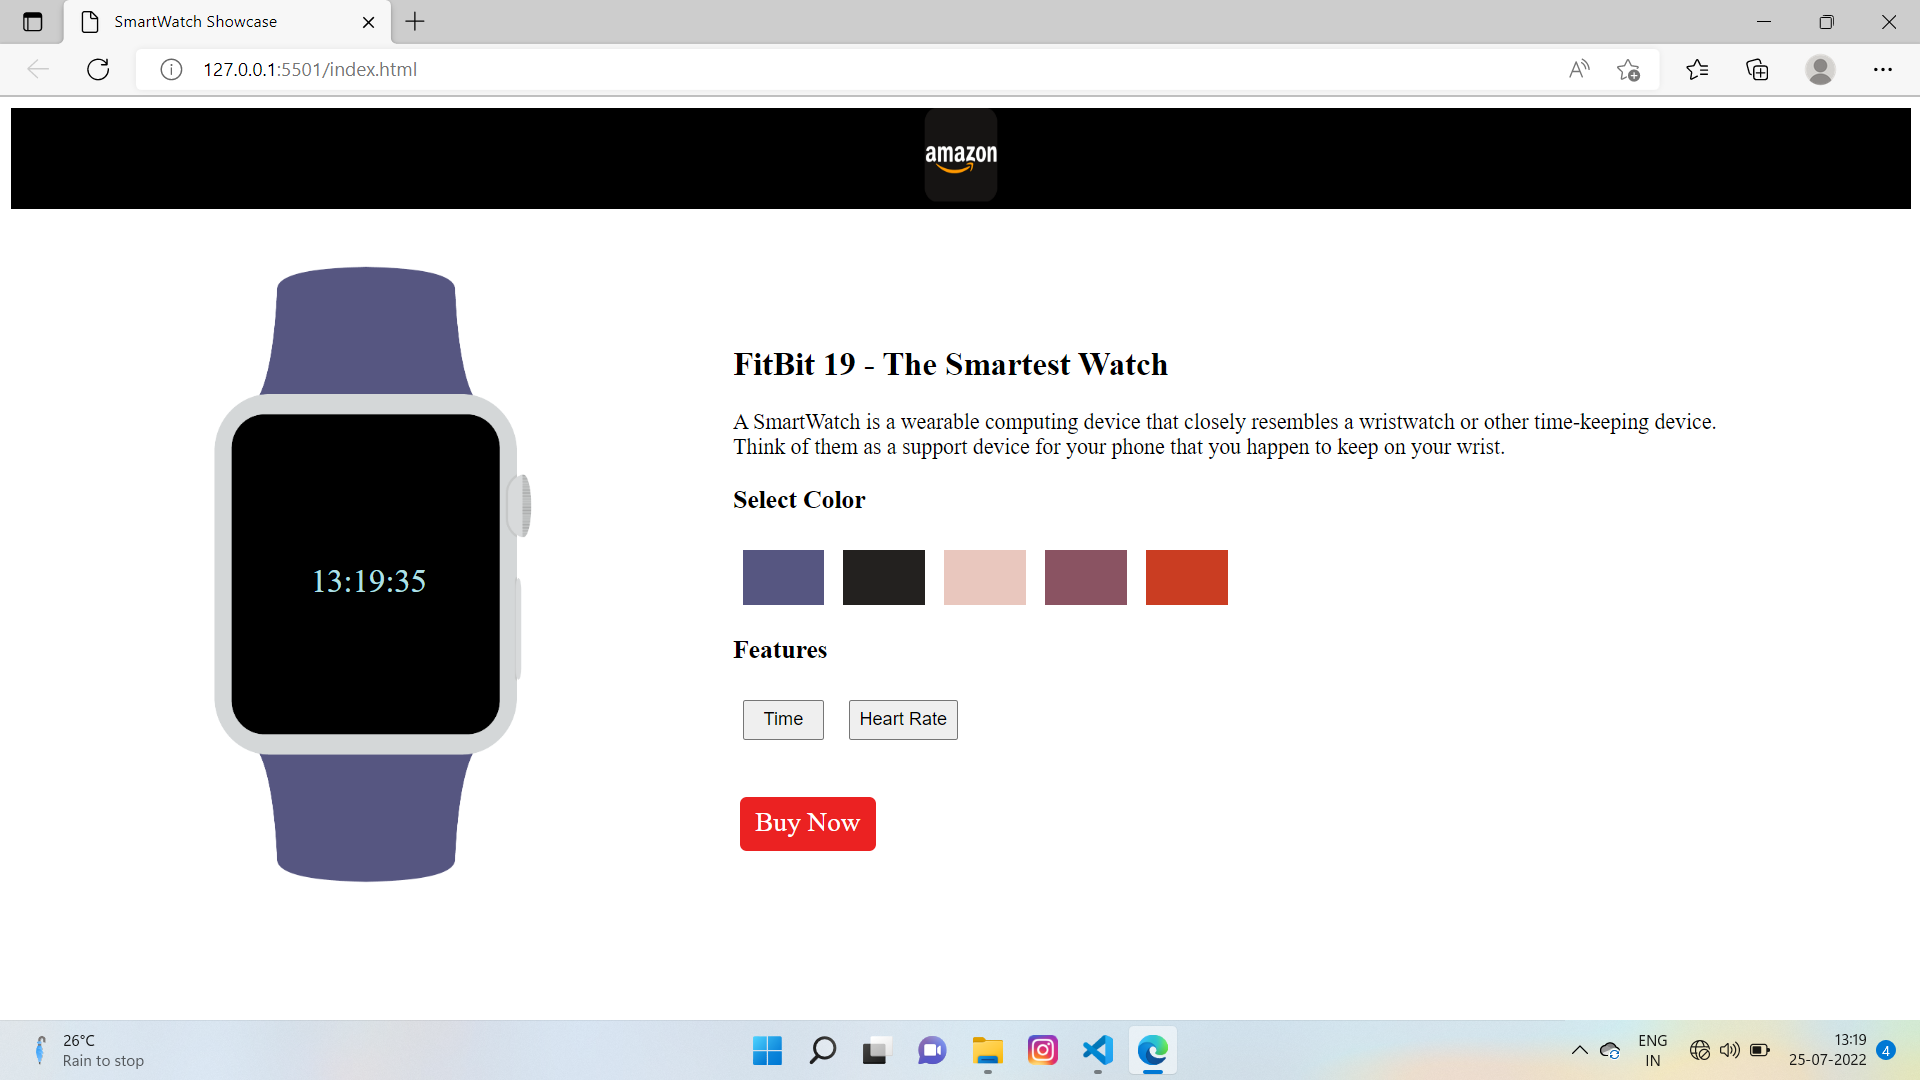 SmartWatch Showcase
127.0.0.1:5501/index.html
amazon
FitBit 19 - The Smartest Watch
A SmartWatch is a wearable computing device that closely resembles a wristwatch or other time-keeping device.
Think of them as a support device for your phone that you happen to keep on your wrist.
Select Color
13:19:35
Features
Time
Heart Rate
Buy Now
26°C
Rain to stop
ENG
IN
13:19
25-07-2022
4